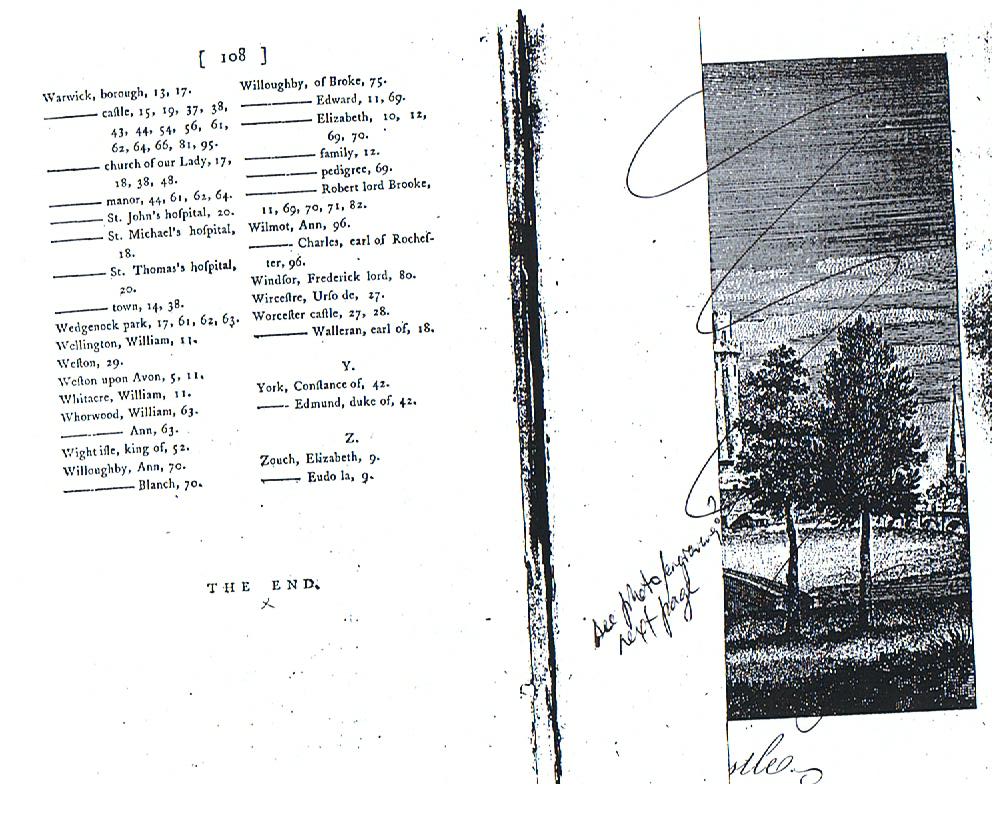 [ 108 ]
Warwick, borough, 13, 17.
——— caſtle, 15, 19, 37, 38,
43, 44, 54, 56, 61,
62, 64, 66, 81, 95.
——— church of our Lady, 17,
18, 38, 48.
——— manor, 44, 61, 62, 64.
——— St. John's hoſpital, 20.
——— St. Michael's hoſpital,
18.
——— St. Thomas's hoſpital,
20.
——— town, 14, 38.
Wedgenock park, 17, 61, 62, 63.
Wellington, William, 11.
Weſton, 29.
Weſton upon Avon, 5, 11.
Whitacre, William, 11.
Whorwood, William, 63.
——— Ann, 63.
Wight iſle, king of, 52.
Willoughby, Ann, 70.
——— Blanch, 70.
Willoughby, of Broke, 75.
——— Edward, 11, 69.
——— Elizabeth, 10, 12,
69, 70.
——— family, 12.
——— pedigree, 69.
——— Robert lord Brooke,
11, 69, 70, 71, 82.
Wilmot, Ann, 96.
——— Charles, earl of Rocheſ-
ter, 96.
Windſor, Frederick lord, 80.
Wirceſtre, Urſo de, 27.
Worceſter caſtle, 27, 28.
——— Walleran, earl of, 18.
Y.
York, Conſtance of, 42.
——— Edmund, duke of, 42.
Z.
Zouch, Elizabeth, 9.
——— Eudo la, 9.
THE END.
x
see photo/engraving
next page
stle.